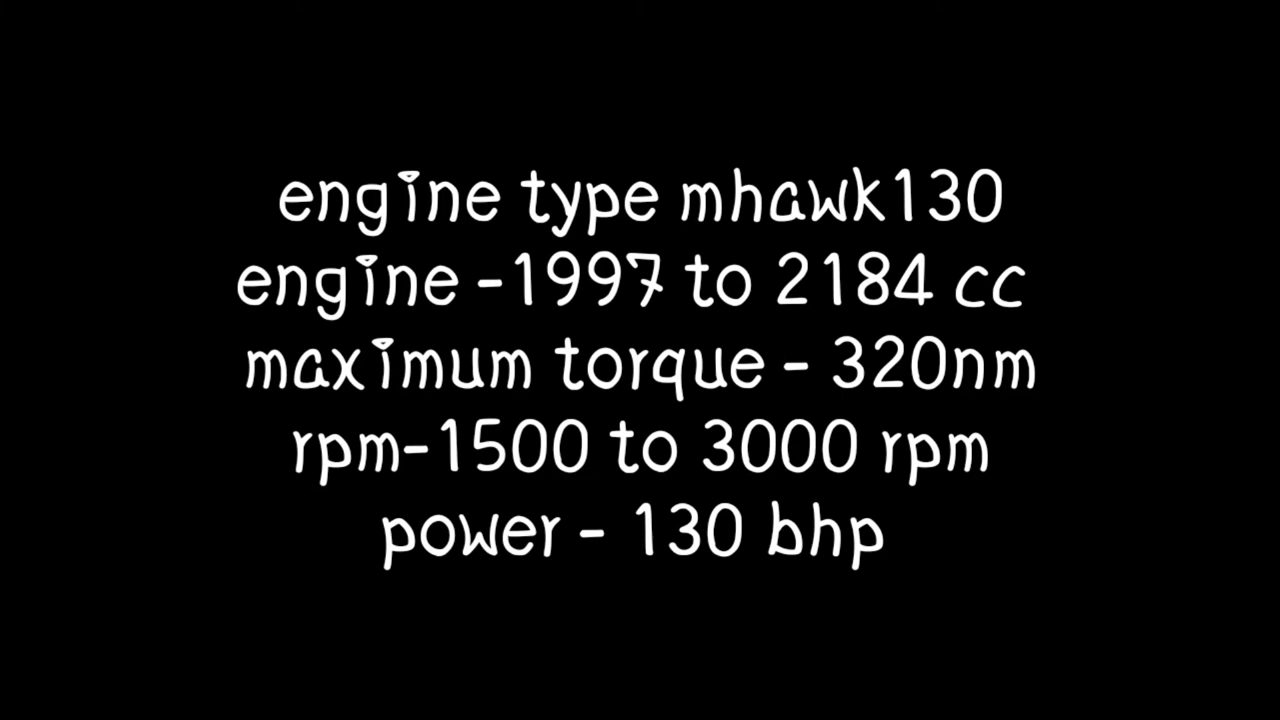 engine type mhawk130
engine -1997 to 2184 cc
maximum torque - 320nm
rpm-1500 to 3000 rpm
power - 130 bhp